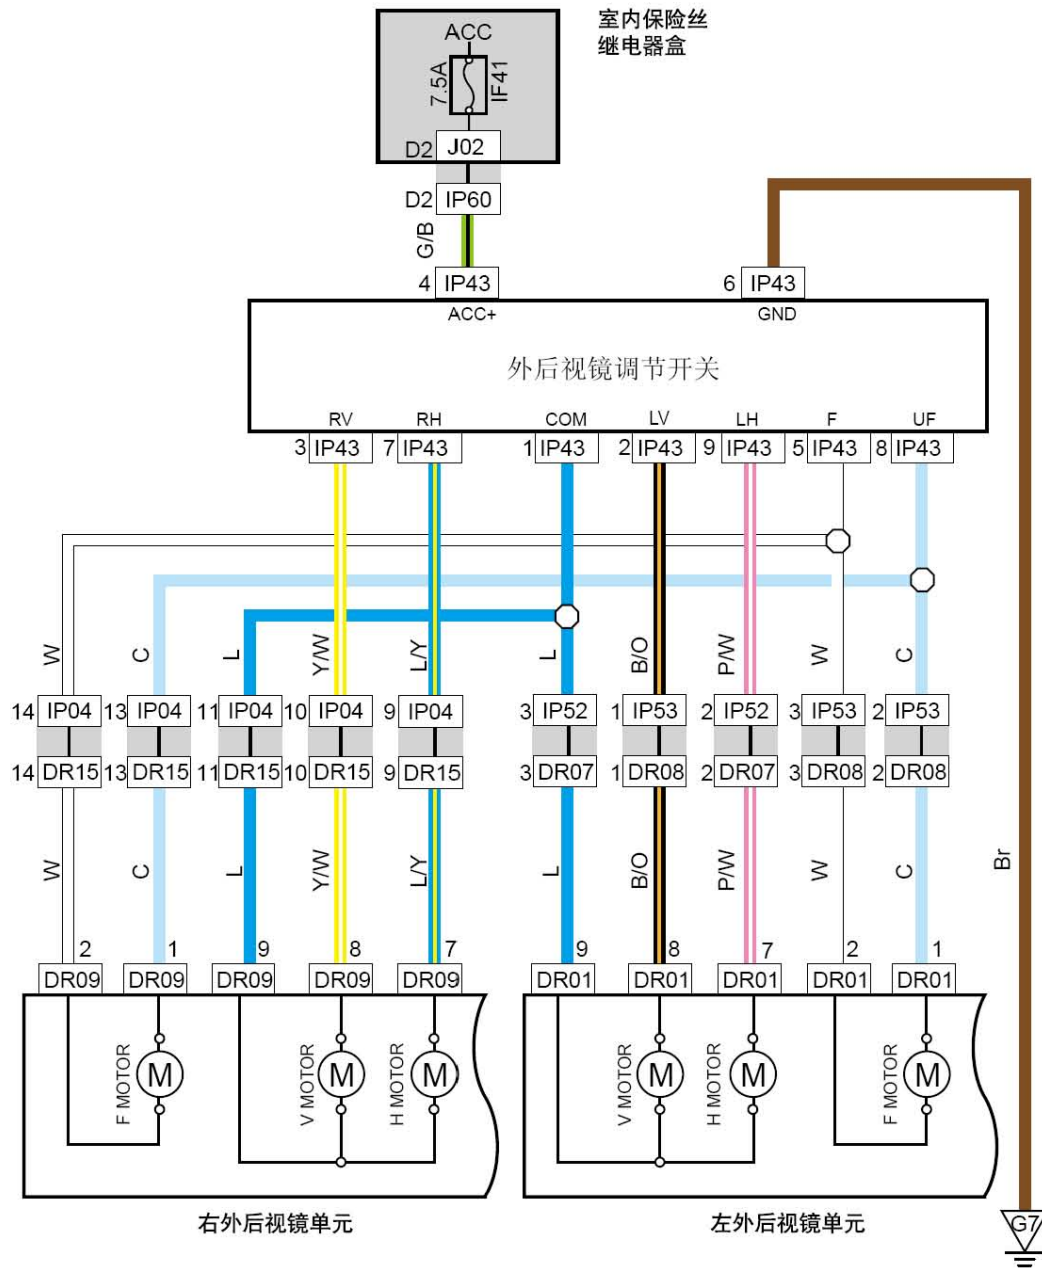 室内保险丝
继电器盒
ACC
7.5A
IF41
D2 J02
D2 IP60
G/B
4 IP43
6 IP43
ACC+
GND
外后视镜调节开关
RV RH COM LV LH F UF
3 IP43 7 IP43 1 IP43 2 IP43 9 IP43 5 IP43 8 IP43
W C L Y/W L/Y L B/O P/W W C
14 IP04 13 IP04 11 IP04 10 IP04 9 IP04 3 IP52 1 IP53 2 IP52 3 IP53 2 IP53
14 DR15 13 DR15 11 DR15 10 DR15 9 DR15 3 DR07 1 DR08 2 DR07 3 DR08 2 DR08
W C L Y/W L/Y L B/O P/W W C Br
2 1 9 8 7 9 8 7 2 1
DR09 DR09 DR09 DR09 DR09 DR01 DR01 DR01 DR01 DR01
F MOTOR M V MOTOR M H MOTOR M V MOTOR M H MOTOR M F MOTOR M
右外后视镜单元
左外后视镜单元
G7